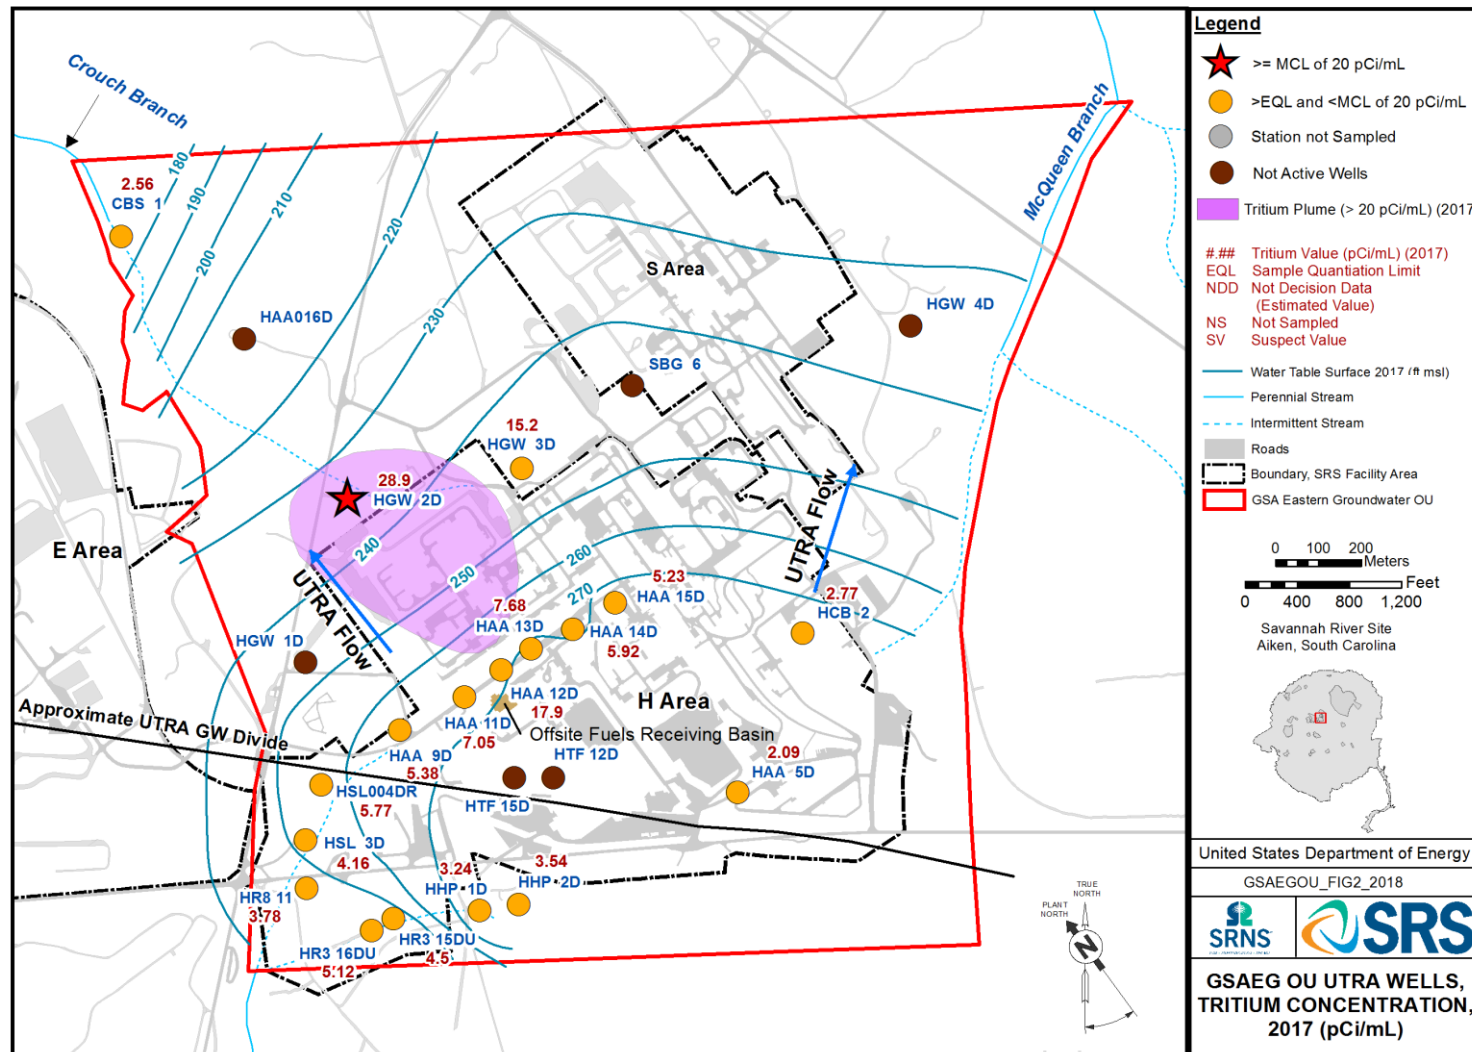 Crouch Branch
McQueen Branch
180
190
200
210
220
230
240
250
260
270
2.56
CBS 1
HAA016D
S Area
HGW 4D
SBG 6
15.2
HGW 3D
28.9
HGW 2D
E Area
UTRA Flow
UTRA Flow
HGW 1D
7.68
HAA 13D
5.23
HAA 15D
HAA 14D
5.92
2.77
HCB 2
HAA 12D
17.9
H Area
HAA 11D
7.05
Offsite Fuels Receiving Basin
Approximate UTRA GW Divide
HAA 9D
5.38
HTF 12D
2.09
HAA 5D
HSL004DR
5.77
HTF 15D
HSL 3D
4.16
3.24
HHP 1D
3.54
HHP 2D
HR8 11
3.78
HR3 16DU
5.12
HR3 15DU
4.5
TRUE
NORTH
PLANT
NORTH
N
Legend
>= MCL of 20 pCi/mL
>EQL and <MCL of 20 pCi/mL
Station not Sampled
Not Active Wells
Tritium Plume (> 20 pCi/mL) (2017
#.## Tritium Value (pCi/mL) (2017)
EQL Sample Quantiation Limit
NDD Not Decision Data
(Estimated Value)
NS Not Sampled
SV Suspect Value
Water Table Surface 2017 (ft msl)
Perennial Stream
Intermittent Stream
Roads
Boundary, SRS Facility Area
GSA Eastern Groundwater OU
0 100 200
Meters
Feet
0 400 800 1,200
Savannah River Site
Aiken, South Carolina
United States Department of Energy
GSAEGOU_FIG2_2018
SRNS
SRS
GSAEG OU UTRA WELLS,
TRITIUM CONCENTRATION,
2017 (pCi/mL)